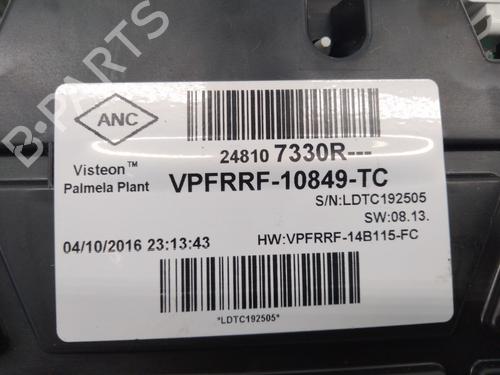 B-PARTS
ANC
Visteon™
Palmela Plant
24810 7330R---
VPFRRF-10849-TC
S/N:LDTC192505
SW:08.13.
04/10/2016 23:13:43
HW:VPFRRF-14B115-FC
*LDTC192505*